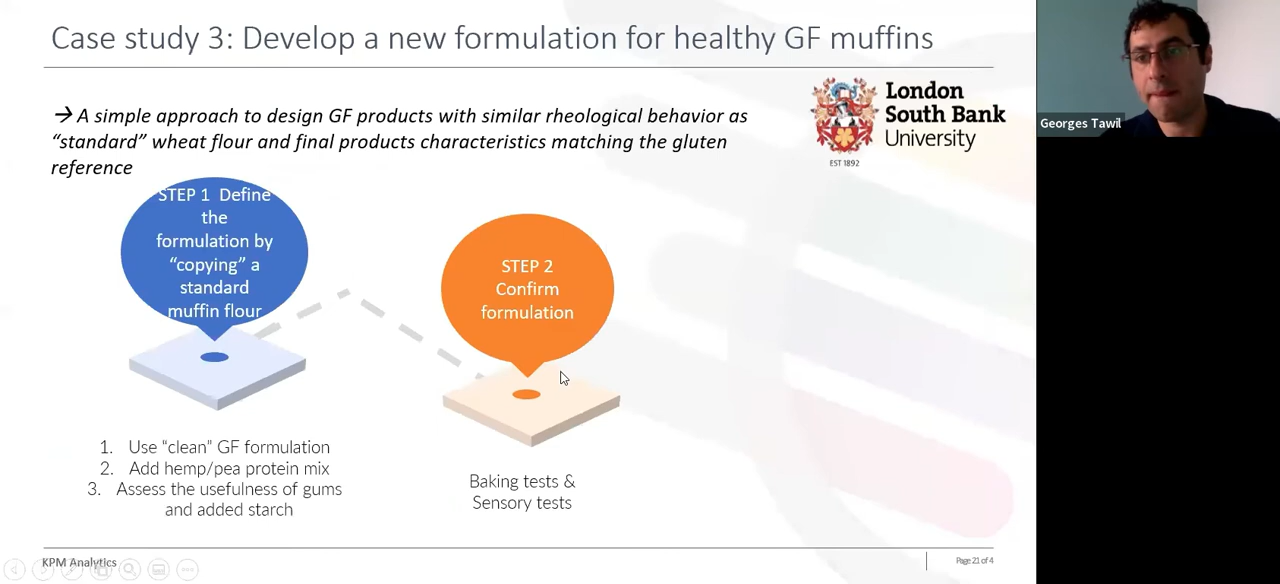 Case study 3: Develop a new formulation for healthy GF muffins
→ A simple approach to design GF products with similar rheological behavior as
“standard” wheat flour and final products characteristics matching the gluten
reference
London
South Bank
University
EST 1892
Georges Tawil
STEP 1 Define
the
formulation by
“copying” a
standard
muffin flour
STEP 2
Confirm
formulation
1. Use “clean” GF formulation
2. Add hemp/pea protein mix
3. Assess the usefulness of gums
and added starch
Baking tests &
Sensory tests
KPM Analytics
Page 21 of 4